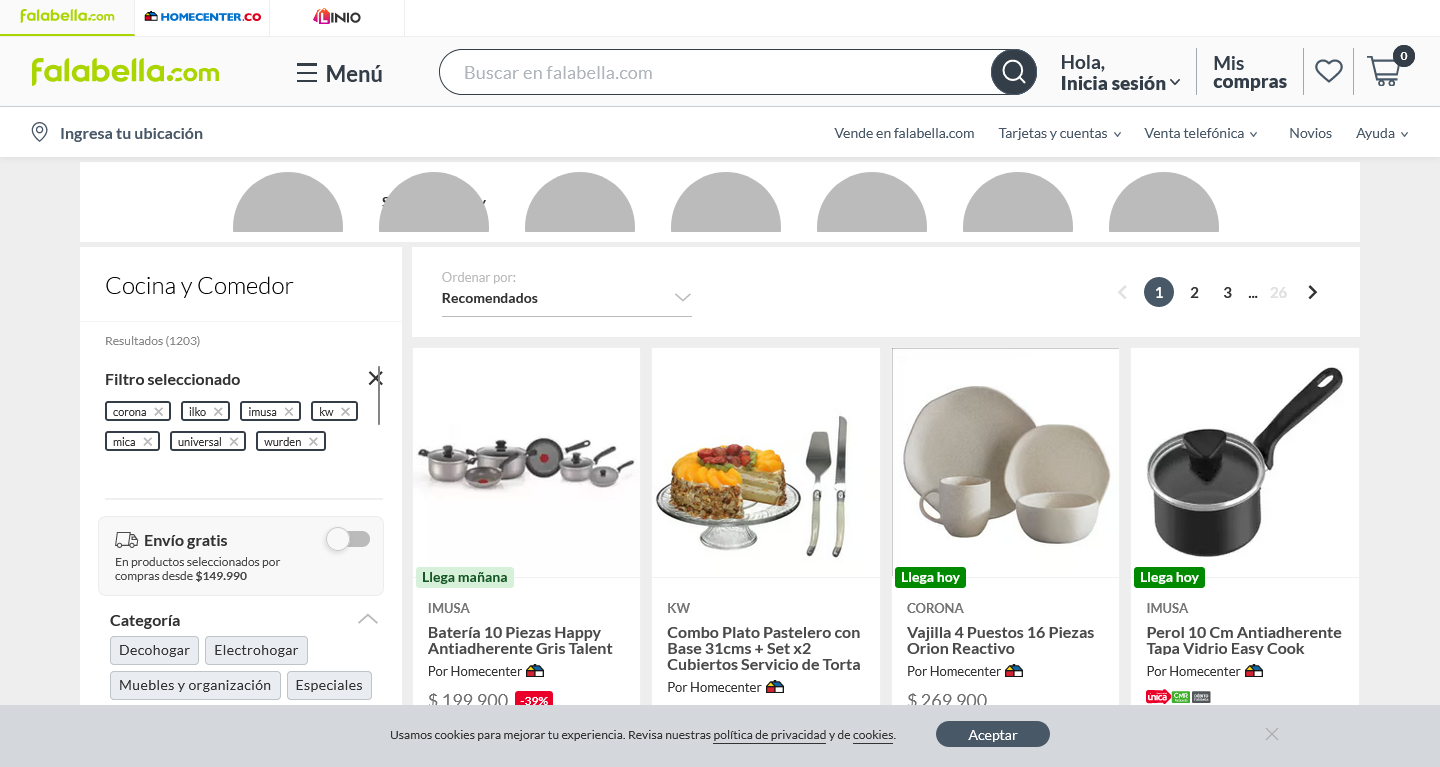 falabella.com
HOMECENTER.CO
LINIO
falabella.com
Menú
Buscar en falabella.com
Hola,
Inicia sesión
Mis
compras
0
Ingresa tu ubicación
Vende en falabella.com
Tarjetas y cuentas
Venta telefónica
Novios
Ayuda
Cocina y Comedor
Resultados (1203)
Filtro seleccionado
corona
ilko
imusa
kw
mica
universal
wurden
Envío gratis
En productos seleccionados por
compras desde $149.990
Categoría
Decohogar
Electrohogar
Muebles y organización
Especiales
Ordenar por:
Recomendados
1 2 3 ... 26
Llega mañana
IMUSA
Batería 10 Piezas Happy
Antiadherente Gris Talent
Por Homecenter
$ 199.900 -39%
KW
Combo Plato Pastelero con
Base 31cms + Set x2
Cubiertos Servicio de Torta
Por Homecenter
Llega hoy
CORONA
Vajilla 4 Puestos 16 Piezas
Orion Reactivo
Por Homecenter
$ 269.900
Llega hoy
IMUSA
Perol 10 Cm Antiadherente
Tapa Vidrio Easy Cook
Por Homecenter
única
CMR
Usamos cookies para mejorar tu experiencia. Revisa nuestras política de privacidad y de cookies.
Aceptar